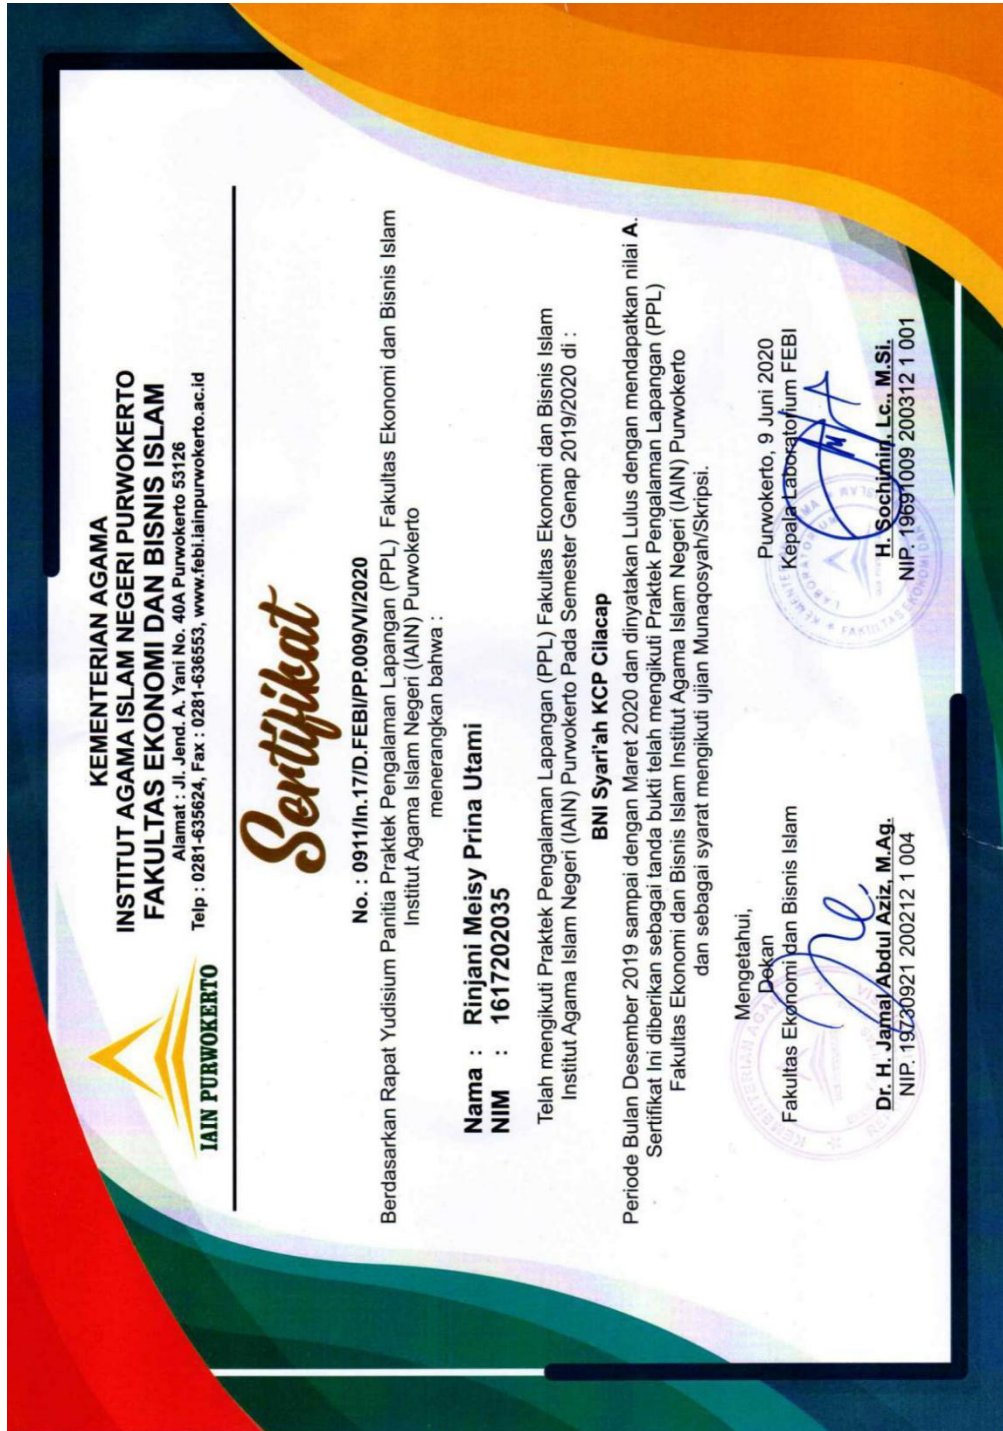 IAIN PURWOKERTO
KEMENTERIAN AGAMA
INSTITUT AGAMA ISLAM NEGERI PURWOKERTO
FAKULTAS EKONOMI DAN BISNIS ISLAM
Alamat : Jl. Jend. A. Yani No. 40A Purwokerto 53126
Telp : 0281-635624, Fax : 0281-636553, www.febi.iainpurwokerto.ac.id
Sertifikat
No. : 0911/In.17/D.FEBI/PP.009/VI/2020
Berdasarkan Rapat Yudisium Panitia Praktek Pengalaman Lapangan (PPL) Fakultas Ekonomi dan Bisnis Islam
Institut Agama Islam Negeri (IAIN) Purwokerto
menerangkan bahwa :
Nama : Rinjani Meisy Prina Utami
NIM : 1617202035
Telah mengikuti Praktek Pengalaman Lapangan (PPL) Fakultas Ekonomi dan Bisnis Islam
Institut Agama Islam Negeri (IAIN) Purwokerto Pada Semester Genap 2019/2020 di :
BNI Syari'ah KCP Cilacap
Periode Bulan Desember 2019 sampai dengan Maret 2020 dan dinyatakan Lulus dengan mendapatkan nilai A.
Sertifikat Ini diberikan sebagai tanda bukti telah mengikuti Praktek Pengalaman Lapangan (PPL)
Fakultas Ekonomi dan Bisnis Islam Institut Agama Islam Negeri (IAIN) Purwokerto
dan sebagai syarat mengikuti ujian Munaqosyah/Skripsi.
Mengetahui,
Dekan
Fakultas Ekonomi dan Bisnis Islam
Dr. H. Jamal Abdul Aziz, M.Ag.
NIP. 19730921 200212 1 004
Purwokerto, 9 Juni 2020
Kepala Laboratorium FEBI
H. Sochimin, Lc., M.Si.
NIP. 19691009 200312 1 001